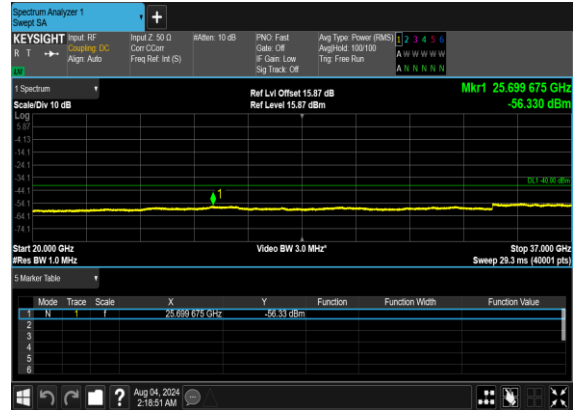 Spectrum Analyzer 1
Swept SA
+
KEYSIGHT Input: RF Input Z: 50 Ω #Atten: 10 dB PNO: Fast Avg Type: Power (RMS) 1 2 3 4 5 6
R T Coupling: DC Corr CCorr Gate: Off Avg|Hold: 100/100 A W W W W W
Align: Auto Freq Ref: Int (S) IF Gain: Low Trig: Free Run
LM Sig Track: Off A N N N N N
1 Spectrum Ref Lvl Offset 15.87 dB Mkr1 25.699 675 GHz
Scale/Div 10 dB Ref Level 15.87 dBm -56.330 dBm
Log
5.87
-4.13
-14.1
-24.1
-34.1 DL1 -40.00 dBm
-44.1
1
-54.1
-64.1
-74.1
Start 20.000 GHz Video BW 3.0 MHz* Stop 37.000 GHz
#Res BW 1.0 MHz Sweep 29.3 ms (40001 pts)
5 Marker Table
Mode Trace Scale X Y Function Function Width Function Value
1 N 1 f 25.699 675 GHz -56.33 dBm
2
3
4
5
6
? Aug 04, 2024
2:18:51 AM